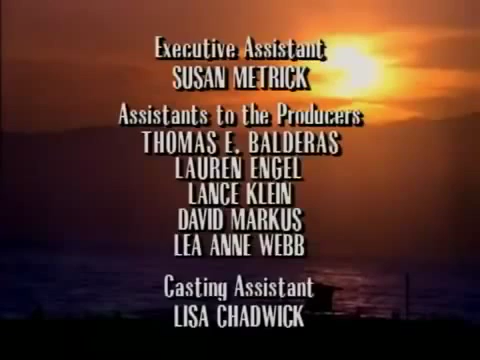 Executive Assistant
SUSAN METRICK
Assistants to the Producers
THOMAS E. BALDERAS
LAUREN ENGEL
LANCE KLEIN
DAVID MARKUS
LEA ANNE WEBB
Casting Assistant
LISA CHADWICK